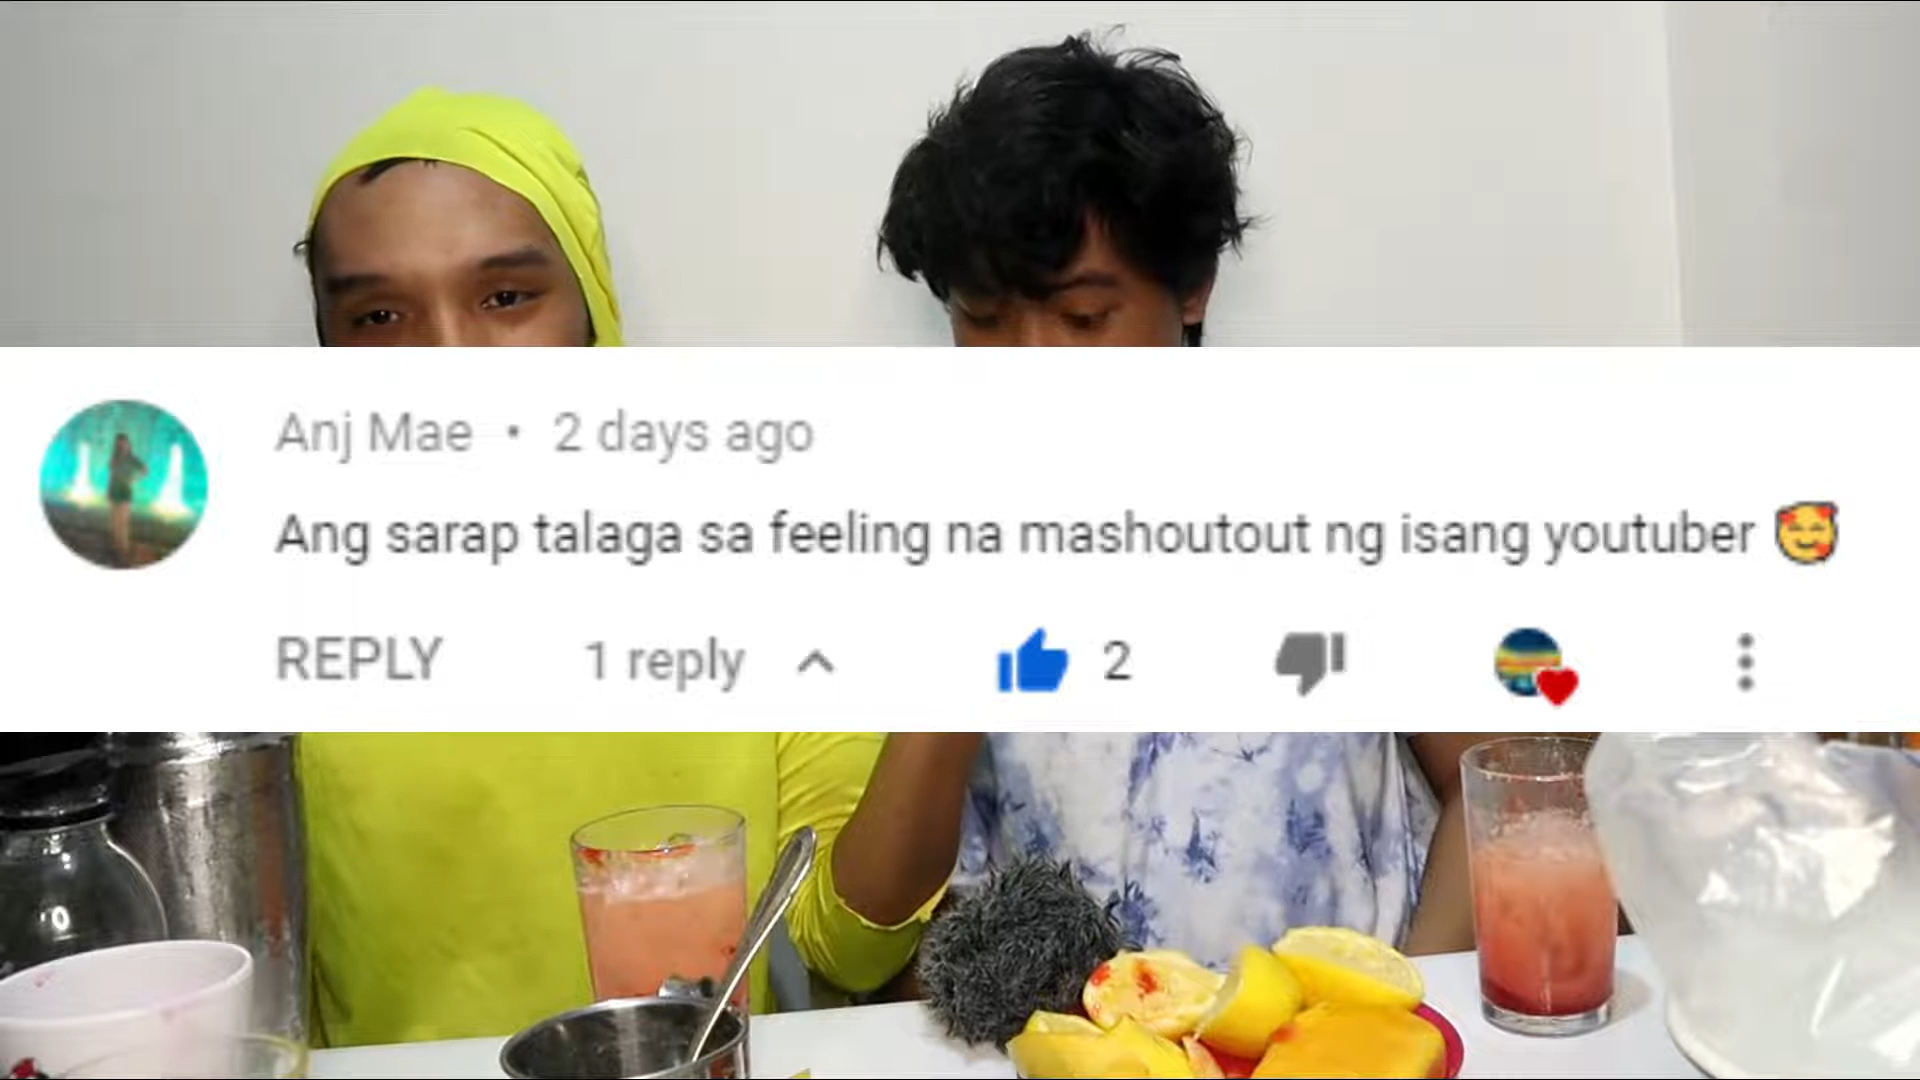 Anj Mae • 2 days ago
Ang sarap talaga sa feeling na mashoutout ng isang youtuber 🥰
REPLY 1 reply 2